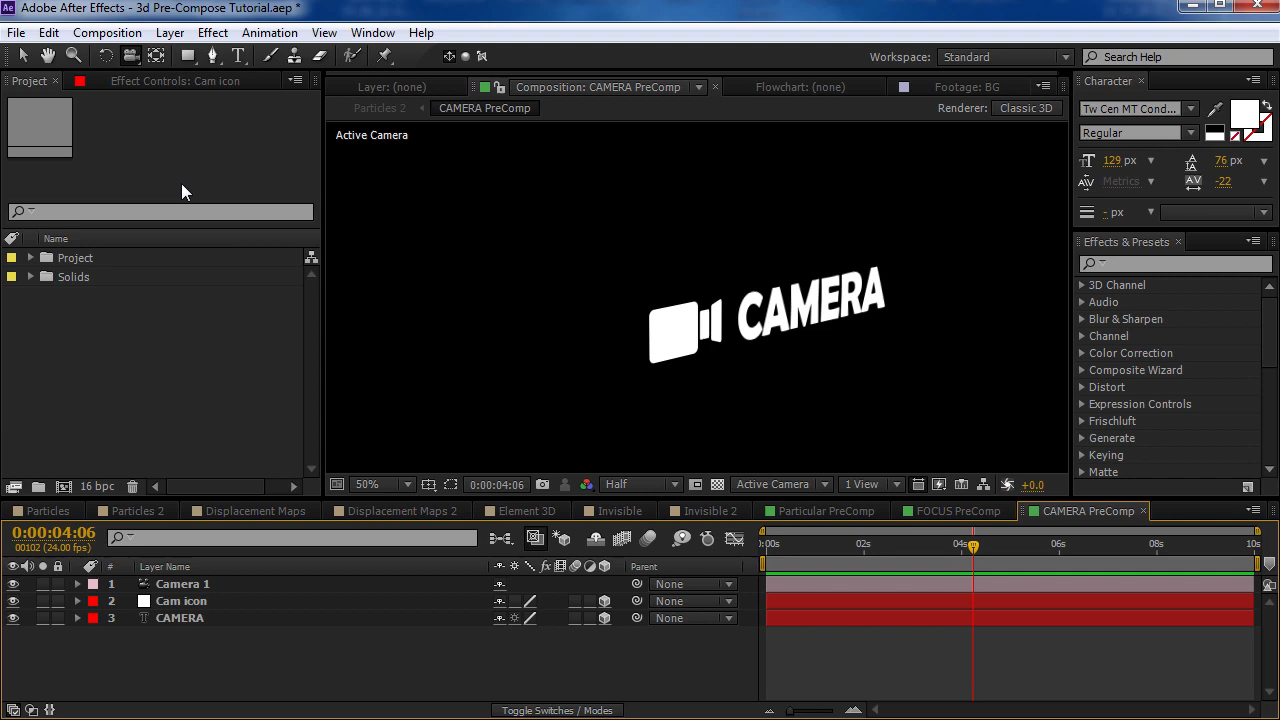 Ae Adobe After Effects - 3d Pre-Compose Tutorial.aep *
File Edit Composition Layer Effect Animation View Window Help
Workspace: Standard Search Help
Project × Effect Controls: Cam icon
Layer: (none) Composition: CAMERA PreComp × Flowchart: (none) Footage: BG
Particles 2 CAMERA PreComp Renderer: Classic 3D
Active Camera
CAMERA
Character ×
Tw Cen MT Cond...
Regular
129 px 76 px
Metrics -22
- px
Name
Project
Solids
Effects & Presets ×
3D Channel
Audio
Blur & Sharpen
Channel
Color Correction
Composite Wizard
Distort
Expression Controls
Frischluft
Generate
Keying
Matte
16 bpc
50% 0:00:04:06 Half Active Camera 1 View +0.0
Particles Particles 2 Displacement Maps Displacement Maps 2 Element 3D Invisible Invisible 2 Particular PreComp FOCUS PreComp CAMERA PreComp ×
0:00:04:06
00102 (24.00 fps)
0:00s 02s 04s 06s 08s 10s
# Layer Name fx Parent
1 Camera 1 None
2 Cam icon None
3 T CAMERA None
Toggle Switches / Modes